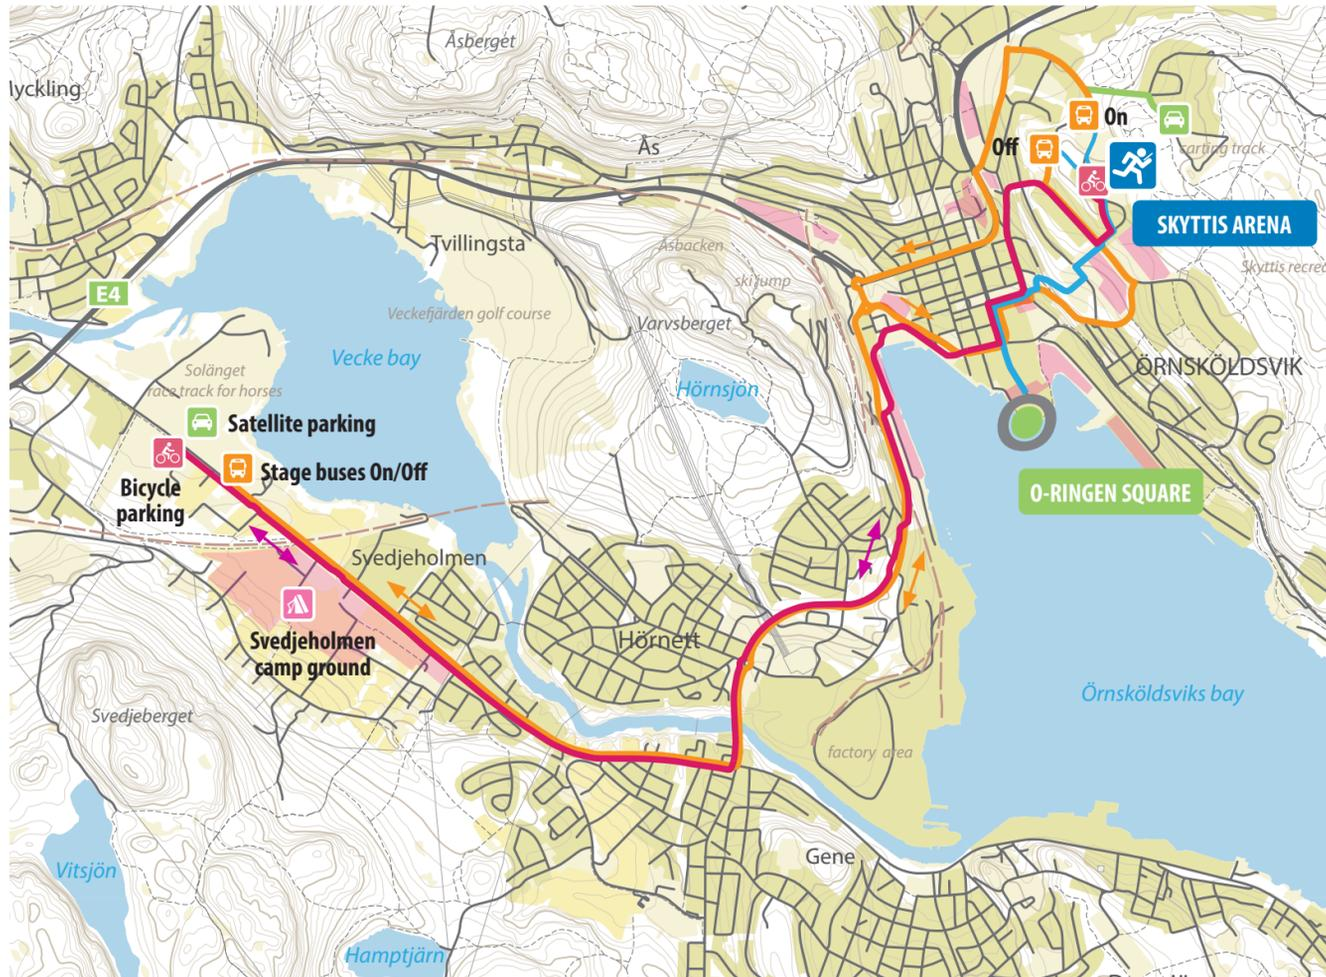 Åsberget
lyckling
On
Ås
Off
carting track
SKYTTIS ARENA
Tvillingsta
Åsbacken
Skyttis recrea
ski jump
E4
Veckefjärden golf course
Varvsberget
Vecke bay
Solänget
race track for horses
Hörnsjön
ÖRNSKÖLDSVIK
Satellite parking
Stage buses On/Off
Bicycle
parking
O-RINGEN SQUARE
Svedjeholmen
Svedjeholmen
camp ground
Hörnett
Örnsköldsviks bay
Svedjeberget
factory area
Gene
Vitsjön
Hamptjärn